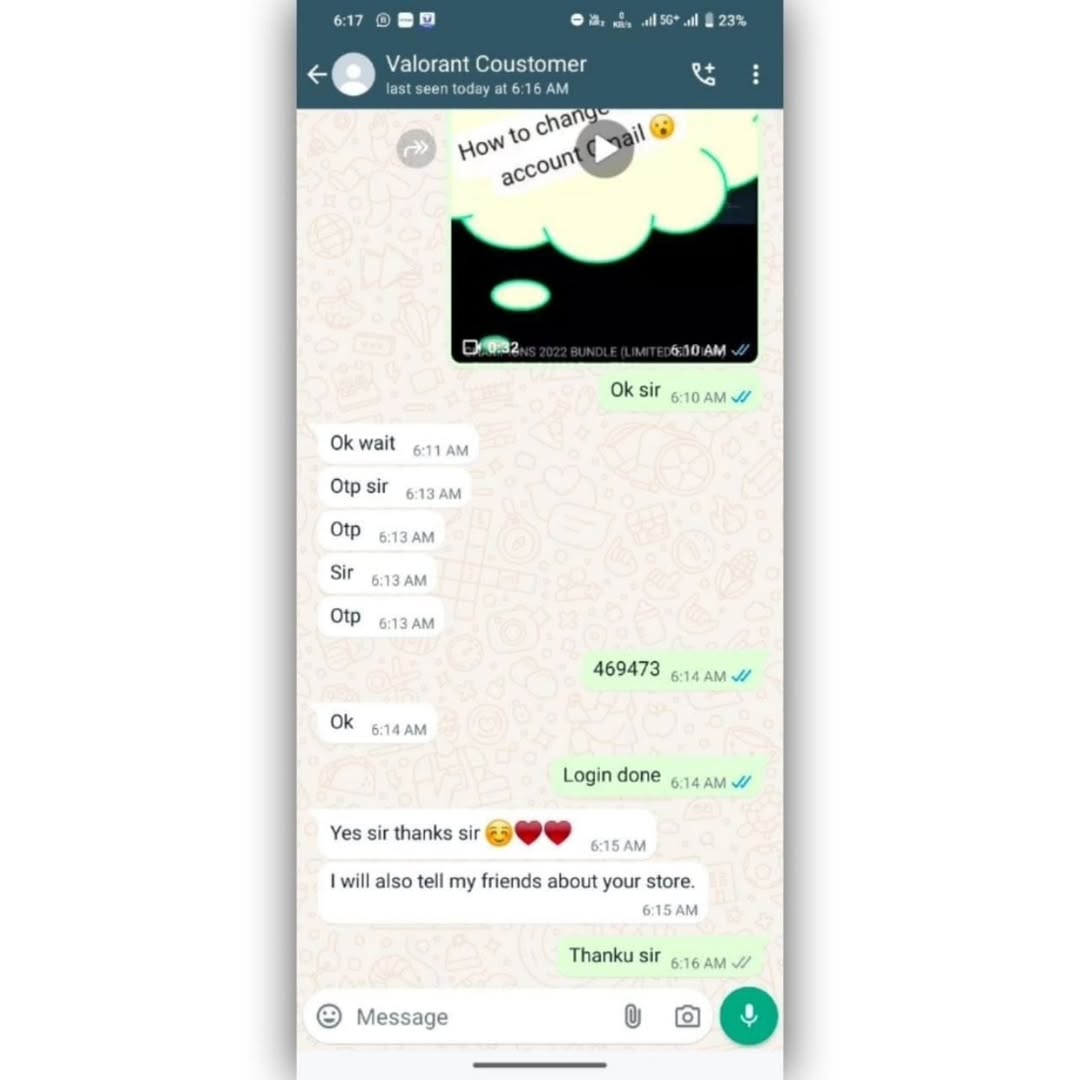 6:17
5G+
23%
Valorant Coustomer
last seen today at 6:16 AM
How to change
account Gmail 😮
0:32
6:10 AM
NS 2022 BUNDLE (LIMITED
Ok sir 6:10 AM
Ok wait 6:11 AM
Otp sir 6:13 AM
Otp 6:13 AM
Sir 6:13 AM
Otp 6:13 AM
469473 6:14 AM
Ok 6:14 AM
Login done 6:14 AM
Yes sir thanks sir ☺️❤️❤️ 6:15 AM
I will also tell my friends about your store.
6:15 AM
Thanku sir 6:16 AM
Message